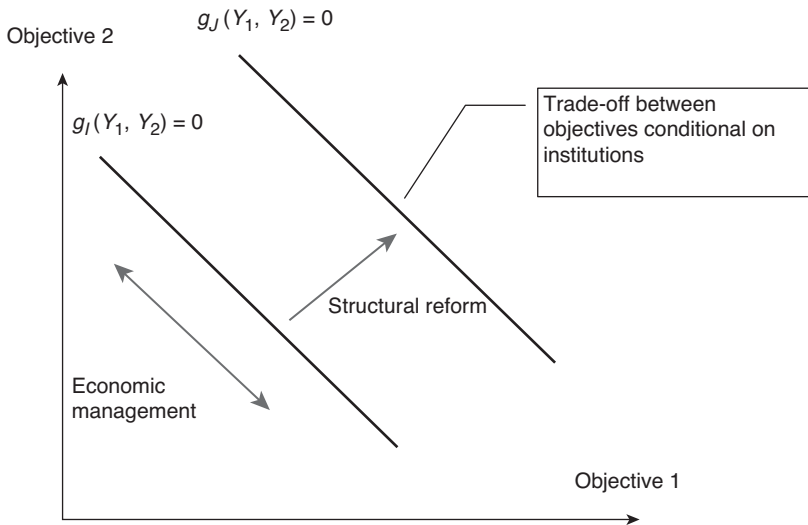 g_J(Y_1, Y_2) = 0
Objective 2
g_I(Y_1, Y_2) = 0
Trade-off between
objectives conditional on
institutions
Structural reform
Economic
management
Objective 1